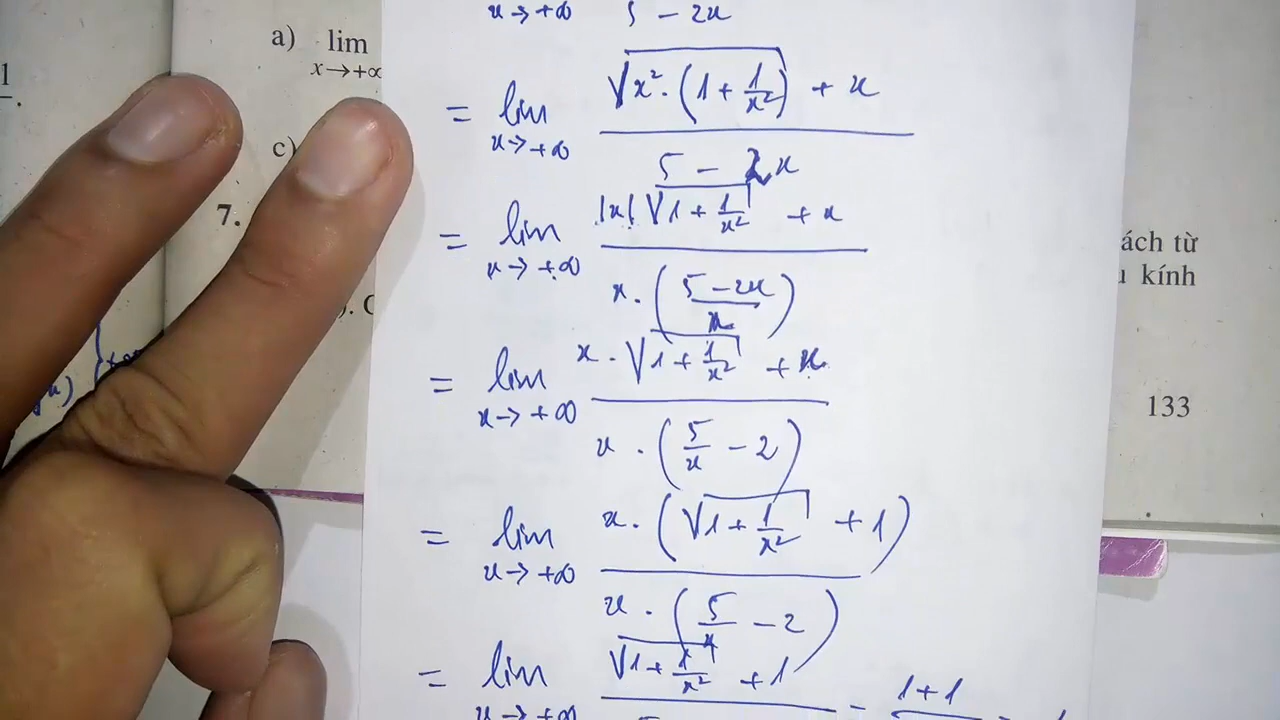 1
a) lim
x→+∞
c)
7.
ách từ
kính
133
x→+∞ 5 − 2x
= lim x→+∞ (√(x²·(1 + 1/x²)) + x) / (5 − 2x)
= lim x→+∞ (|x|√(1 + 1/x²) + x) / (x·((5 − 2x)/x))
= lim x→+∞ (x·√(1 + 1/x²) + x) / (x·(5/x − 2))
= lim x→+∞ (x·(√(1 + 1/x²) + 1)) / (x·(5/x − 2))
= lim x→+∞ √(1 + 1/x²) + 1 = 1+1